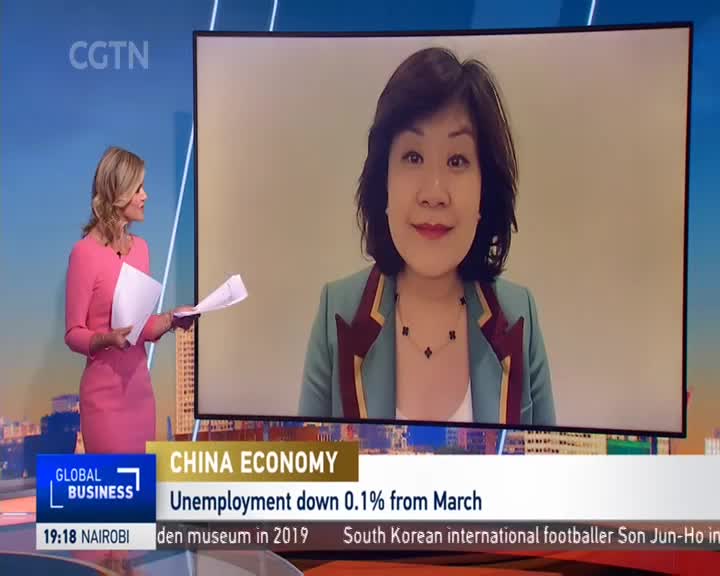 CGTN
CHINA ECONOMY
Unemployment down 0.1% from March
GLOBAL
BUSINESS
19:18 NAIROBI
den museum in 2019 South Korean international footballer Son Jun-Ho in